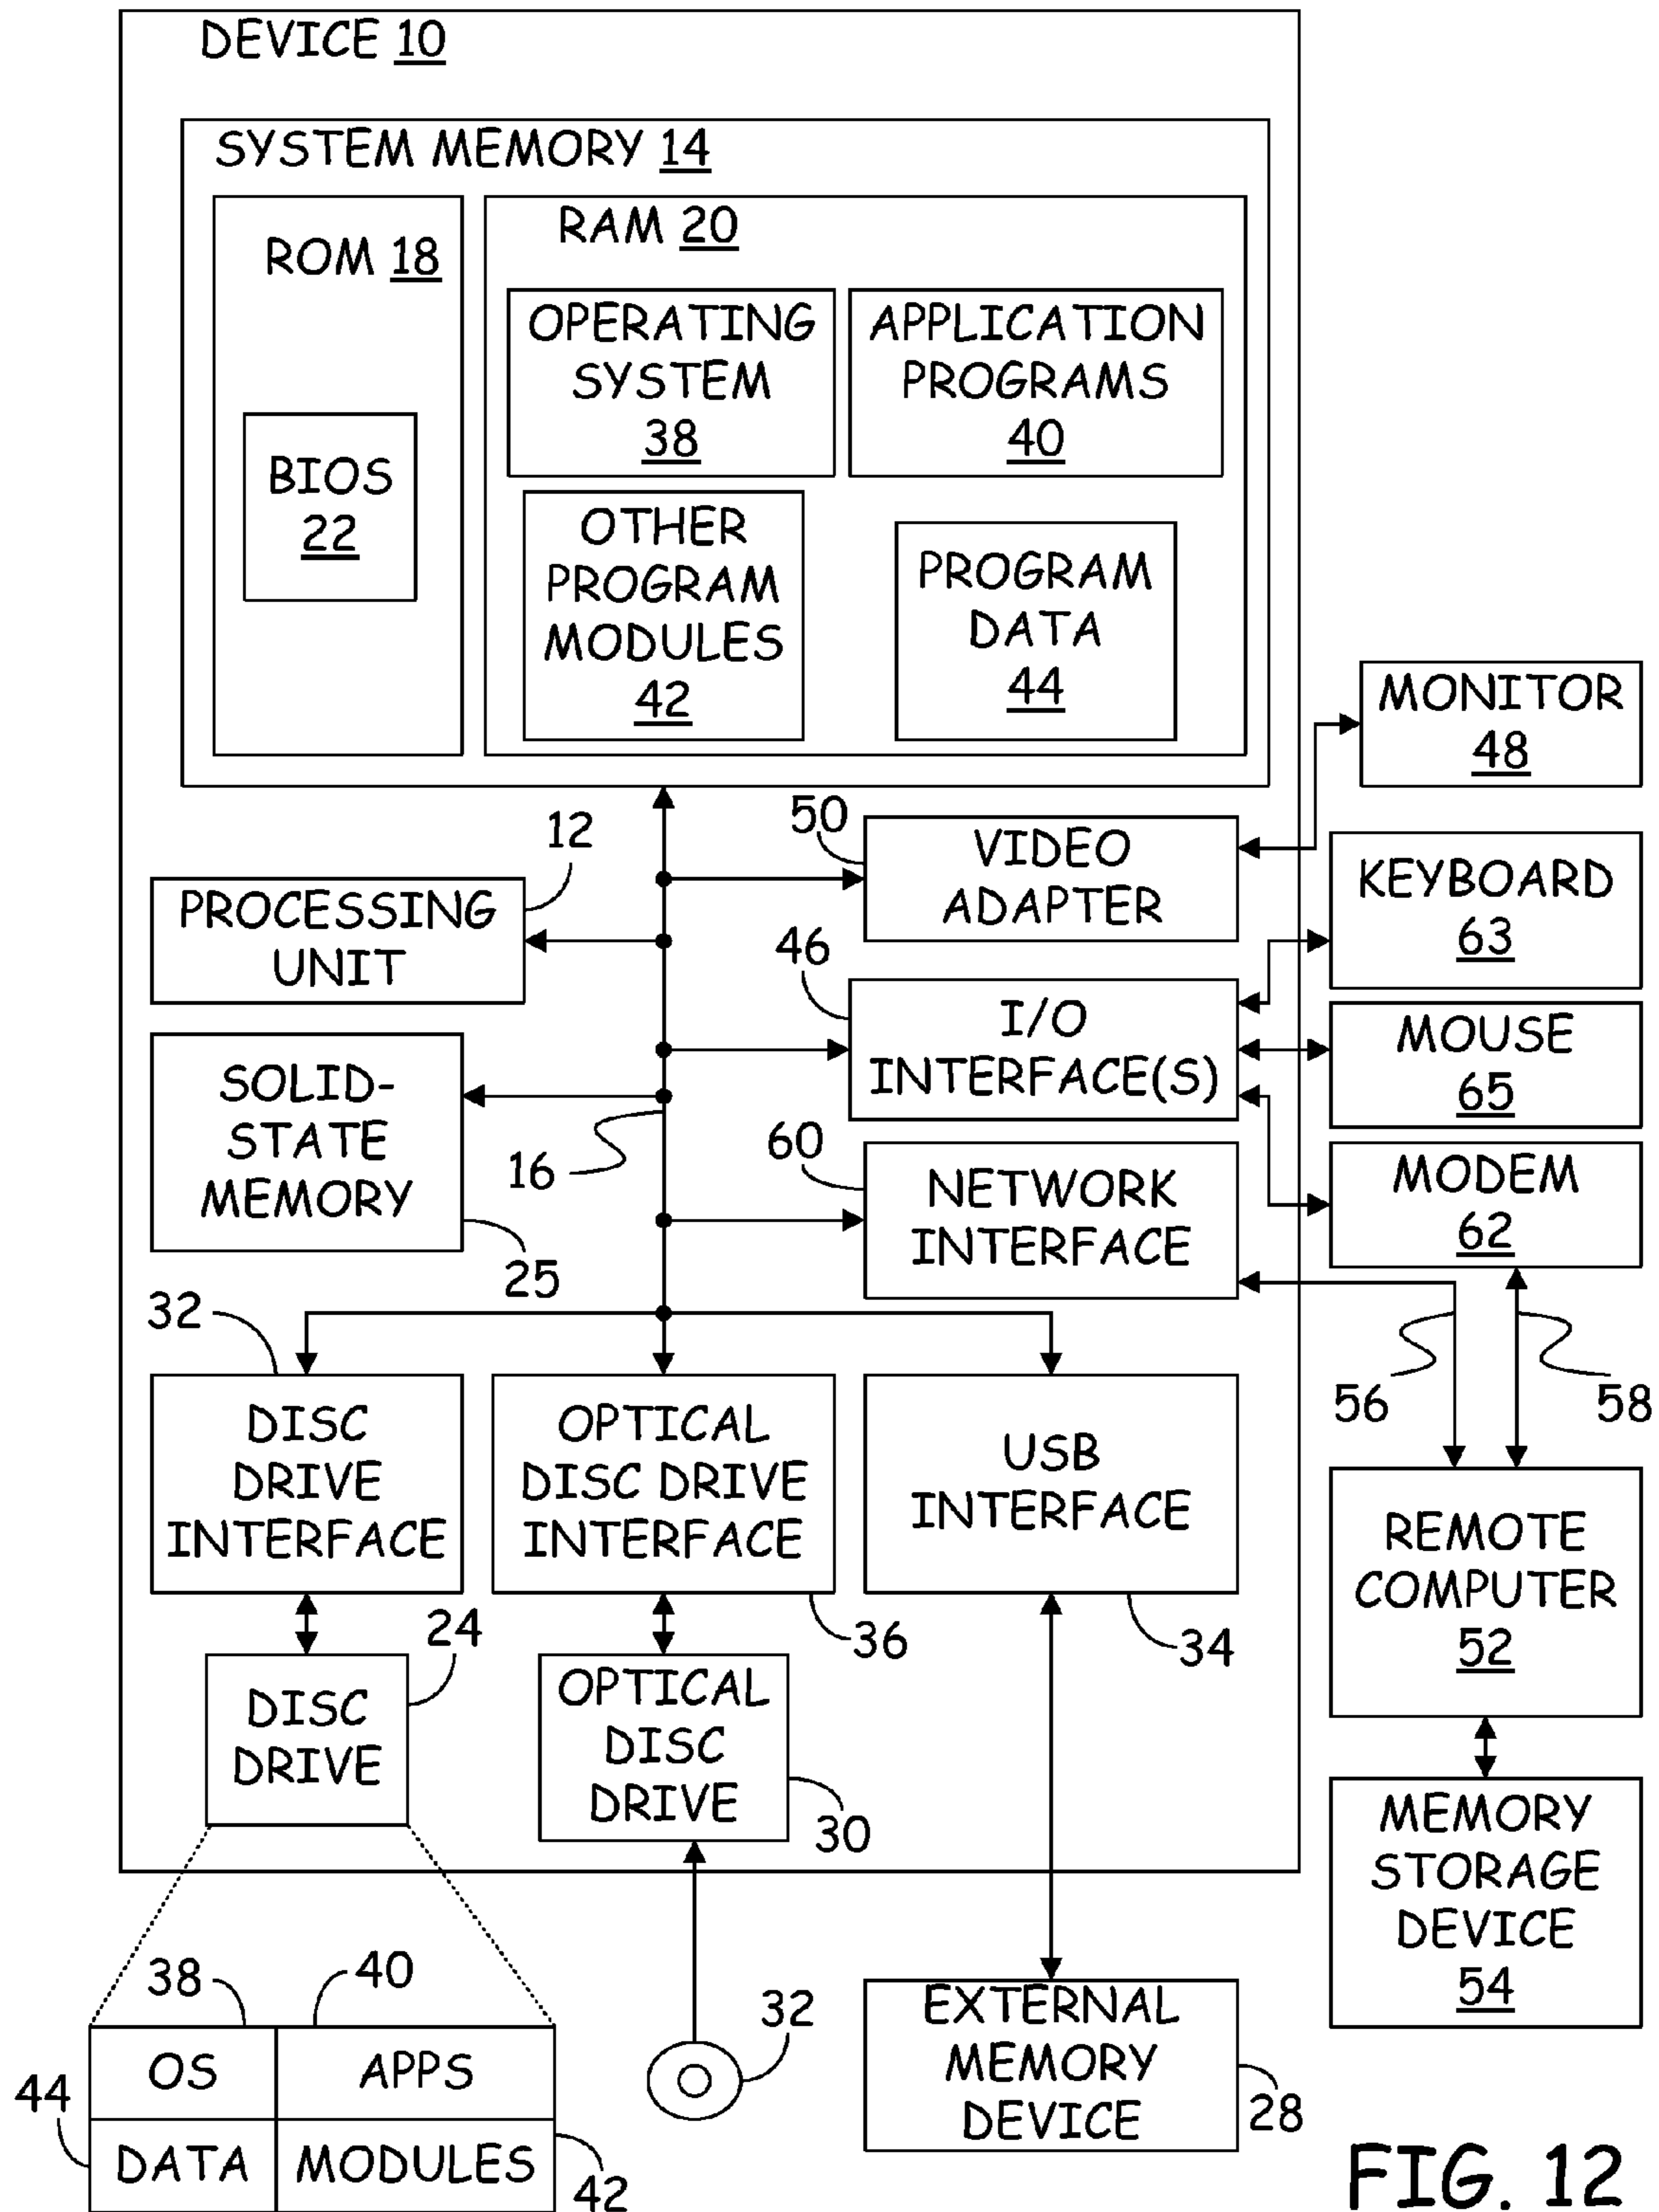 DEVICE 10
SYSTEM MEMORY 14
ROM 18
BIOS
22
RAM 20
OPERATING
SYSTEM
38
APPLICATION
PROGRAMS
40
OTHER
PROGRAM
MODULES
42
PROGRAM
DATA
44
MONITOR
48
12
PROCESSING
UNIT
50
VIDEO
ADAPTER
KEYBOARD
63
46
I/O
INTERFACE(S)
MOUSE
65
SOLID-
STATE
MEMORY
25
16
60
NETWORK
INTERFACE
MODEM
62
56
58
32
DISC
DRIVE
INTERFACE
OPTICAL
DISC DRIVE
INTERFACE
36
USB
INTERFACE
34
REMOTE
COMPUTER
52
24
DISC
DRIVE
OPTICAL
DISC
DRIVE
30
MEMORY
STORAGE
DEVICE
54
38
40
OS
APPS
44
DATA
MODULES
42
32
EXTERNAL
MEMORY
DEVICE
28
FIG. 12